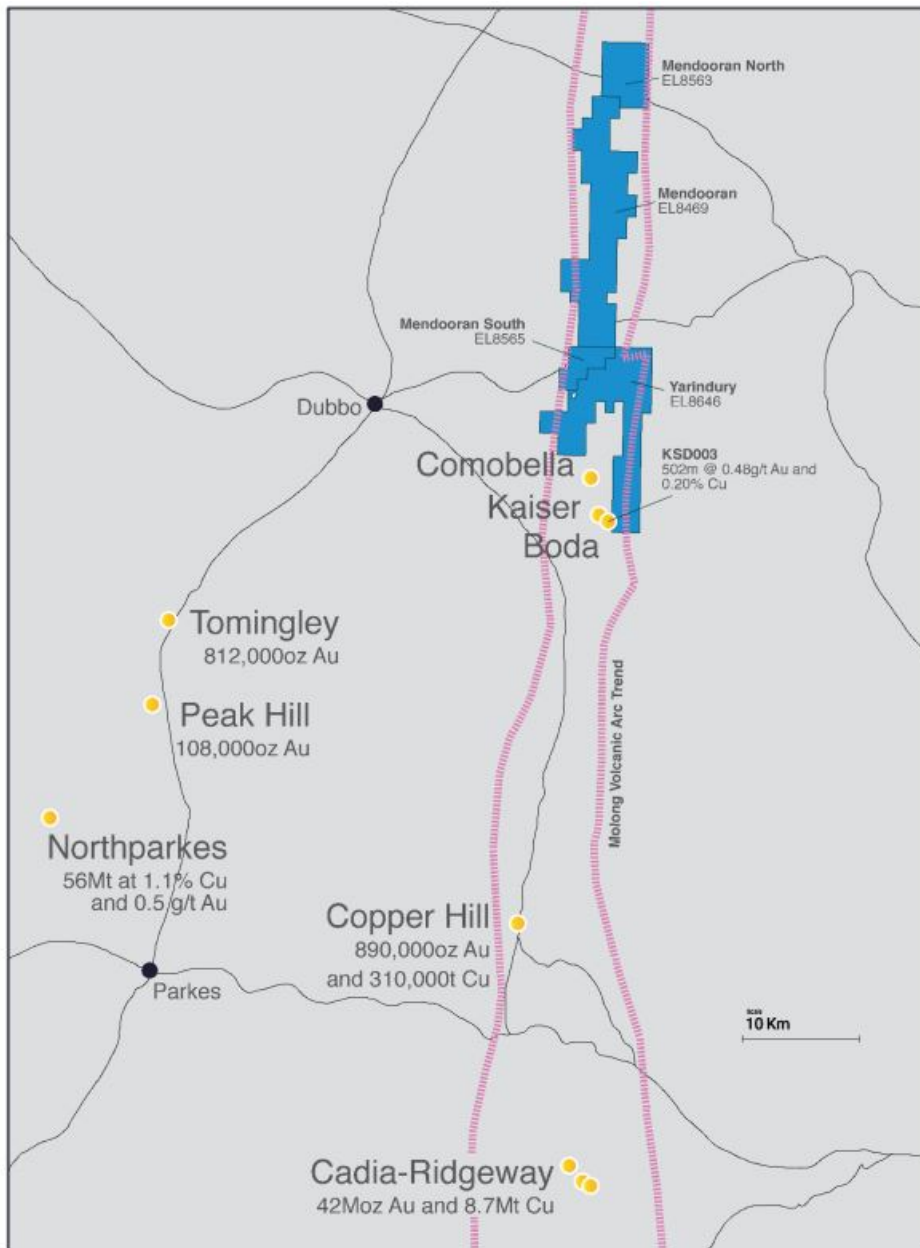 Mendooran North
EL8563
Mendooran
EL8469
Mendooran South
EL8565
Yarindury
EL8646
Dubbo
KSD003
502m @ 0.48g/t Au and
0.20% Cu
Comobella
Kaiser
Boda
Tomingley
812,000oz Au
Peak Hill
108,000oz Au
Molong Volcanic Arc Trend
Northparkes
56Mt at 1.1% Cu
and 0.5 g/t Au
Copper Hill
890,000oz Au
and 310,000t Cu
Parkes
Scale
10 Km
Cadia-Ridgeway
42Moz Au and 8.7Mt Cu